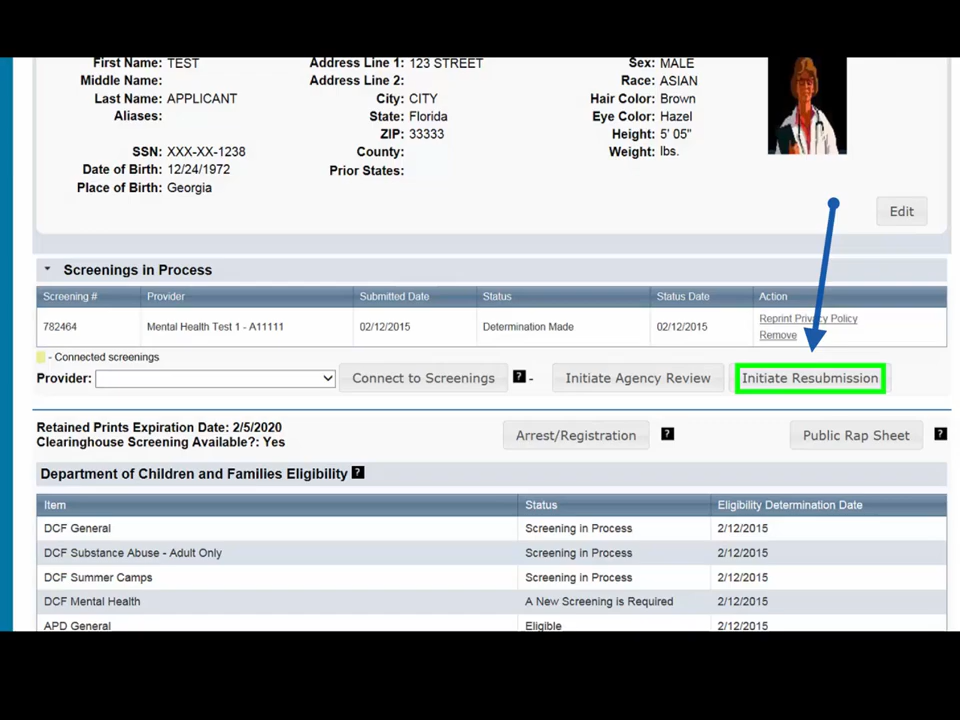 First Name: TEST Address Line 1: 123 STREET Sex: MALE
Middle Name: Address Line 2: Race: ASIAN
Last Name: APPLICANT City: CITY Hair Color: Brown
Aliases: State: Florida Eye Color: Hazel
ZIP: 33333 Height: 5' 05"
SSN: XXX-XX-1238 County: Weight: lbs.
Date of Birth: 12/24/1972 Prior States:
Place of Birth: Georgia
Edit
Screenings in Process
Screening # Provider Submitted Date Status Status Date Action
782464 Mental Health Test 1 - A11111 02/12/2015 Determination Made 02/12/2015 Reprint Privacy Policy
Remove
- Connected screenings
Provider: Connect to Screenings ? - Initiate Agency Review Initiate Resubmission
Retained Prints Expiration Date: 2/5/2020
Clearinghouse Screening Available?: Yes
Arrest/Registration ? Public Rap Sheet ?
Department of Children and Families Eligibility ?
Item Status Eligibility Determination Date
DCF General Screening in Process 2/12/2015
DCF Substance Abuse - Adult Only Screening in Process 2/12/2015
DCF Summer Camps Screening in Process 2/12/2015
DCF Mental Health A New Screening is Required 2/12/2015
APD General Eligible 2/12/2015